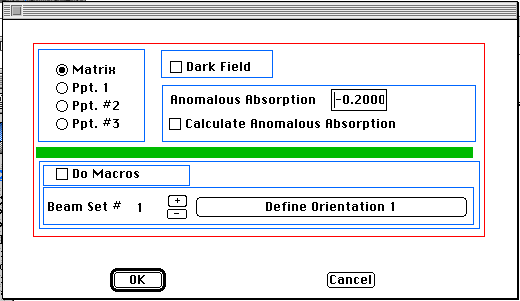 Matrix
Ppt. 1
Ppt. #2
Ppt. #3
Dark Field
Anomalous Absorption -0.2000
Calculate Anomalous Absorption
Do Macros
Beam Set # 1 + - Define Orientation 1
OK Cancel